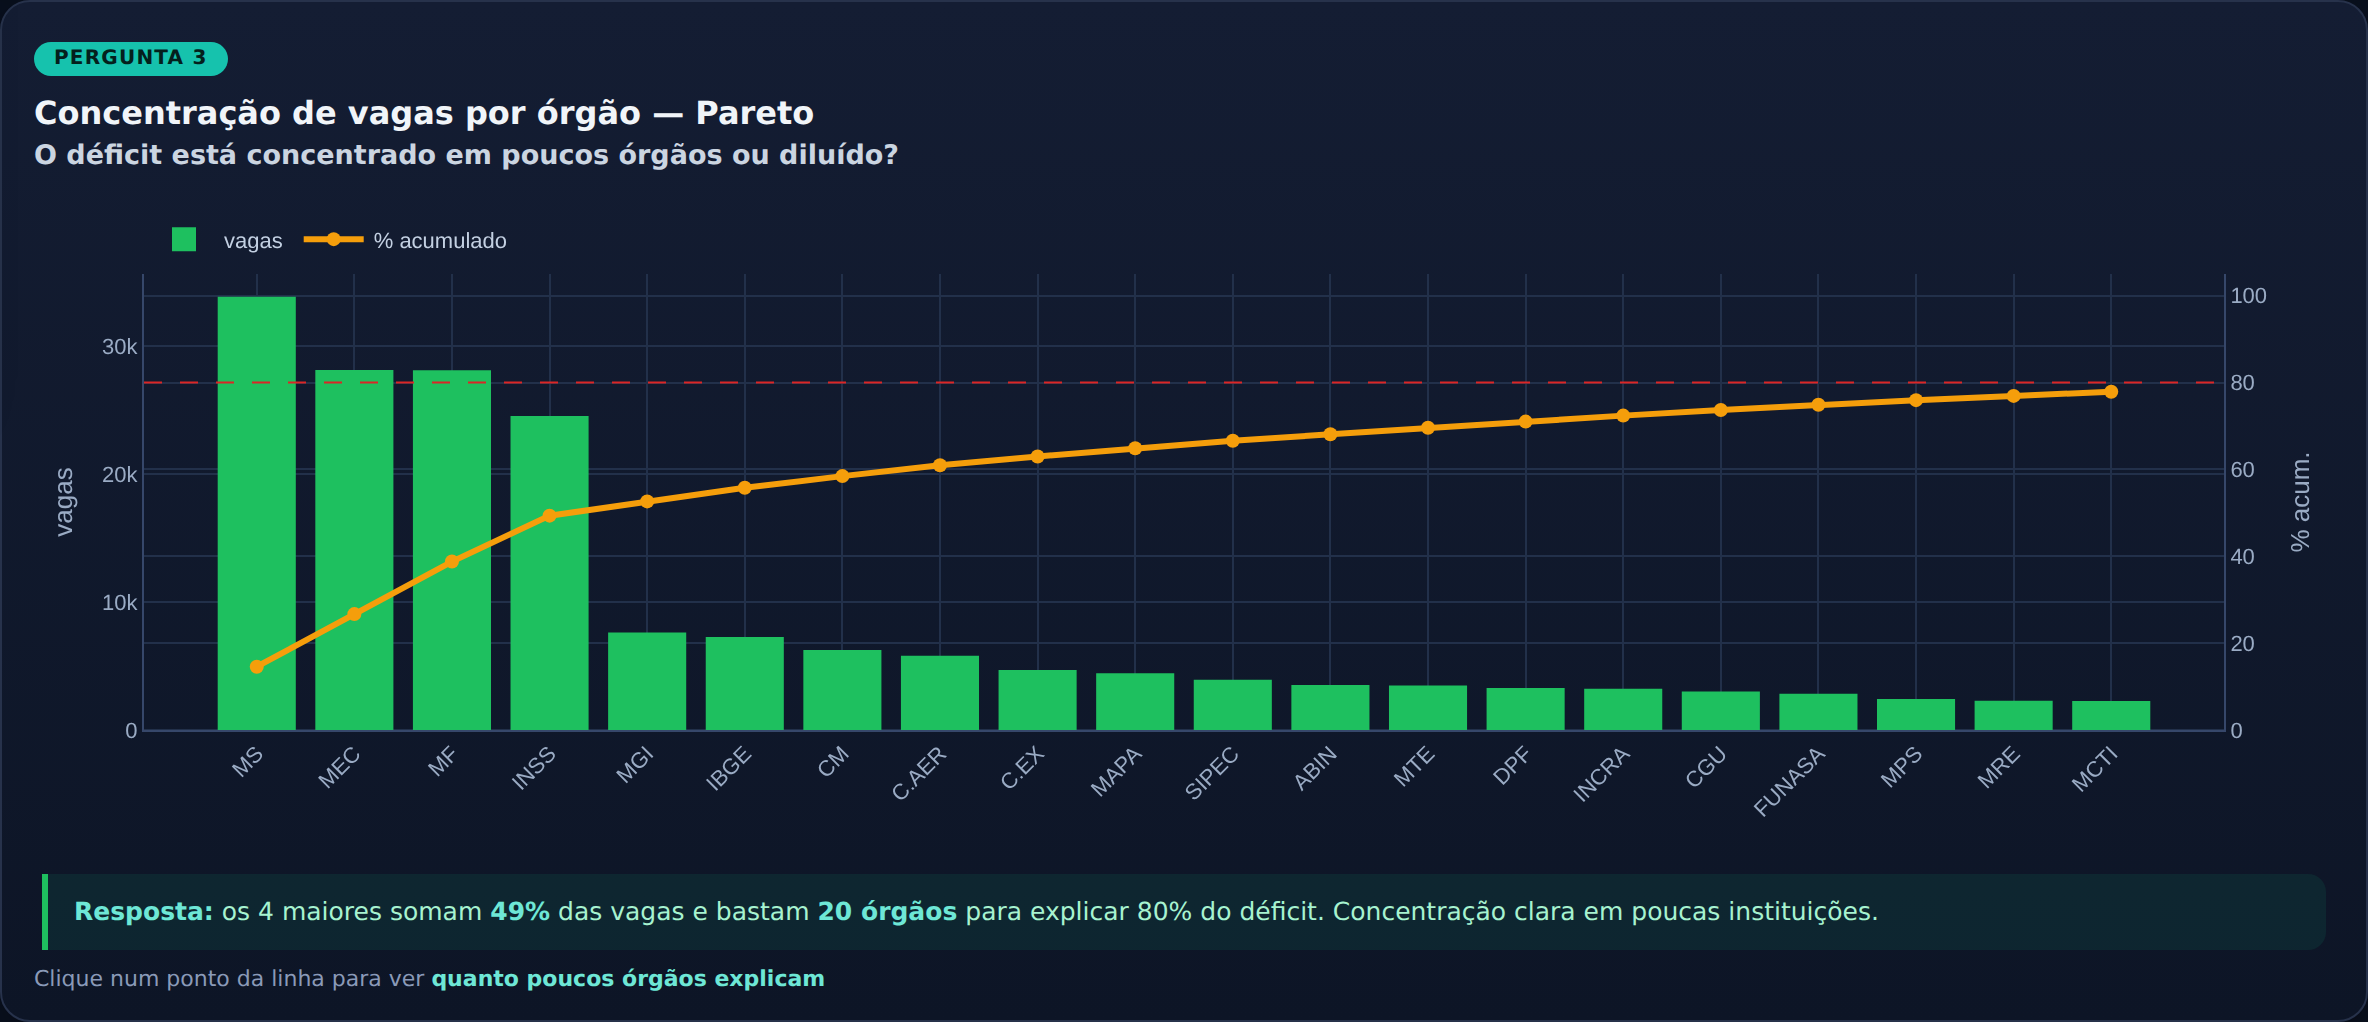 PERGUNTA 3
Concentração de vagas por órgão — Pareto
O déficit está concentrado em poucos órgãos ou diluído?
vagas
% acumulado
30k
20k
10k
0
vagas
100
80
60
40
20
0
% acum.
MS
MEC
MF
INSS
MGI
IBGE
CM
C.AER
C.EX
MAPA
SIPEC
ABIN
MTE
DPF
INCRA
CGU
FUNASA
MPS
MRE
MCTI
Resposta: os 4 maiores somam 49% das vagas e bastam 20 órgãos para explicar 80% do déficit. Concentração clara em poucas instituições.
Clique num ponto da linha para ver quanto poucos órgãos explicam